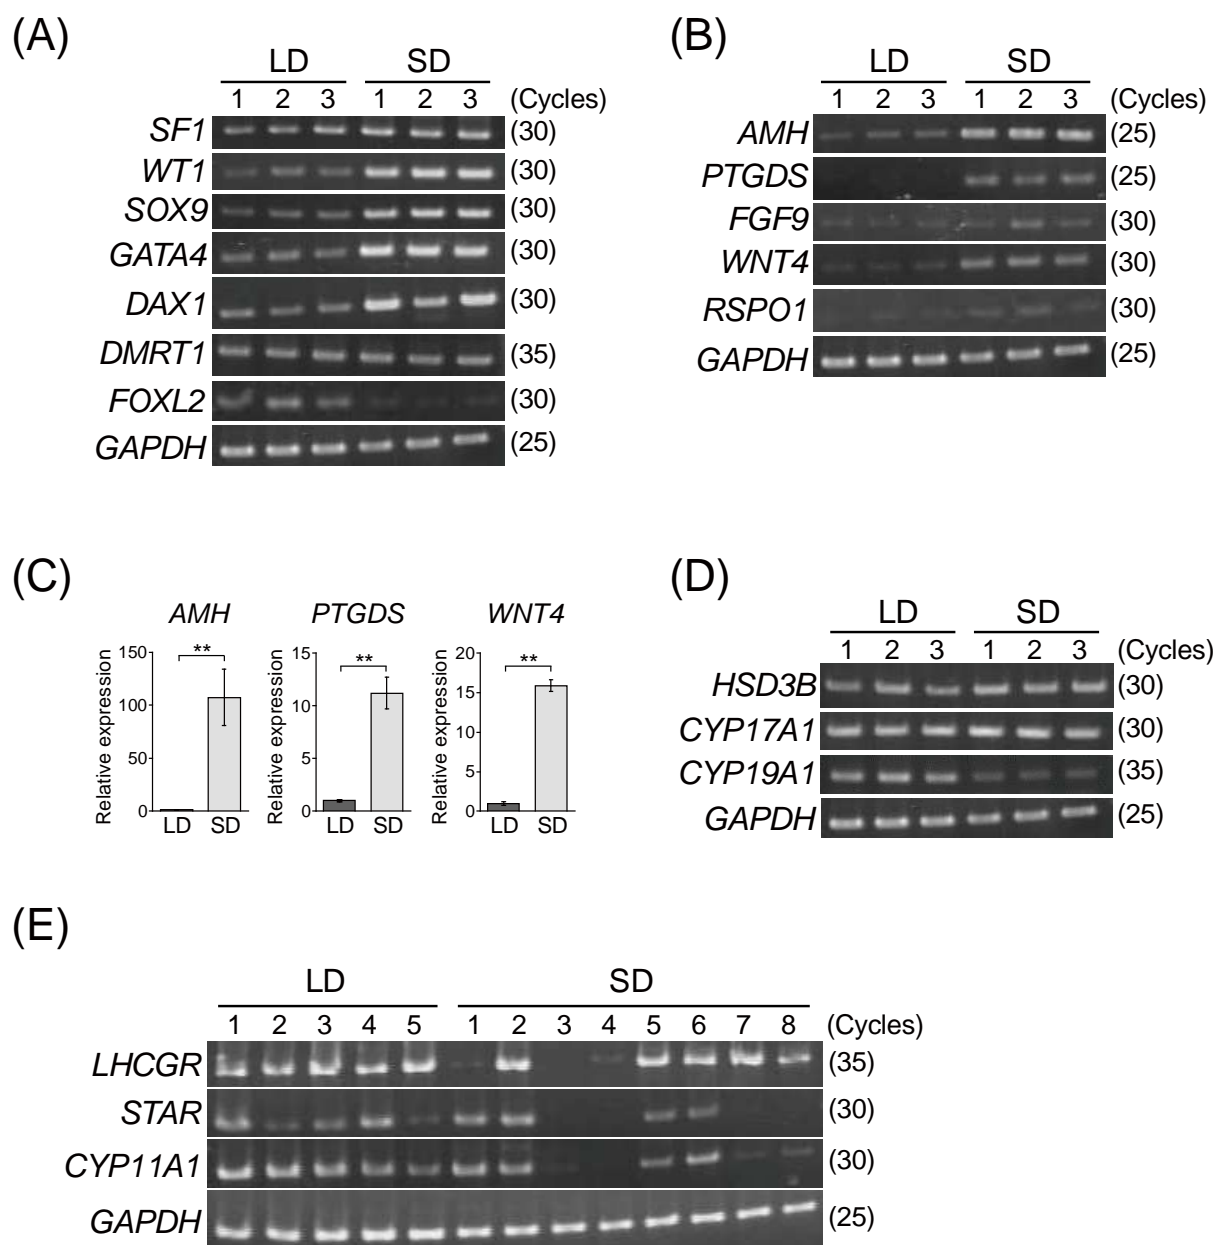 (A)
LD SD
1 2 3 1 2 3 (Cycles)
SF1 (30)
WT1 (30)
SOX9 (30)
GATA4 (30)
DAX1 (30)
DMRT1 (35)
FOXL2 (30)
GAPDH (25)
(B)
LD SD
1 2 3 1 2 3 (Cycles)
AMH (25)
PTGDS (25)
FGF9 (30)
WNT4 (30)
RSPO1 (30)
GAPDH (25)
(C)
AMH
Relative expression
150
100
50
0
**
LD SD
PTGDS
Relative expression
15
10
5
0
**
LD SD
WNT4
Relative expression
20
15
10
5
0
**
LD SD
(D)
LD SD
1 2 3 1 2 3 (Cycles)
HSD3B (30)
CYP17A1 (30)
CYP19A1 (35)
GAPDH (25)
(E)
LD SD
1 2 3 4 5 1 2 3 4 5 6 7 8 (Cycles)
LHCGR (35)
STAR (30)
CYP11A1 (30)
GAPDH (25)